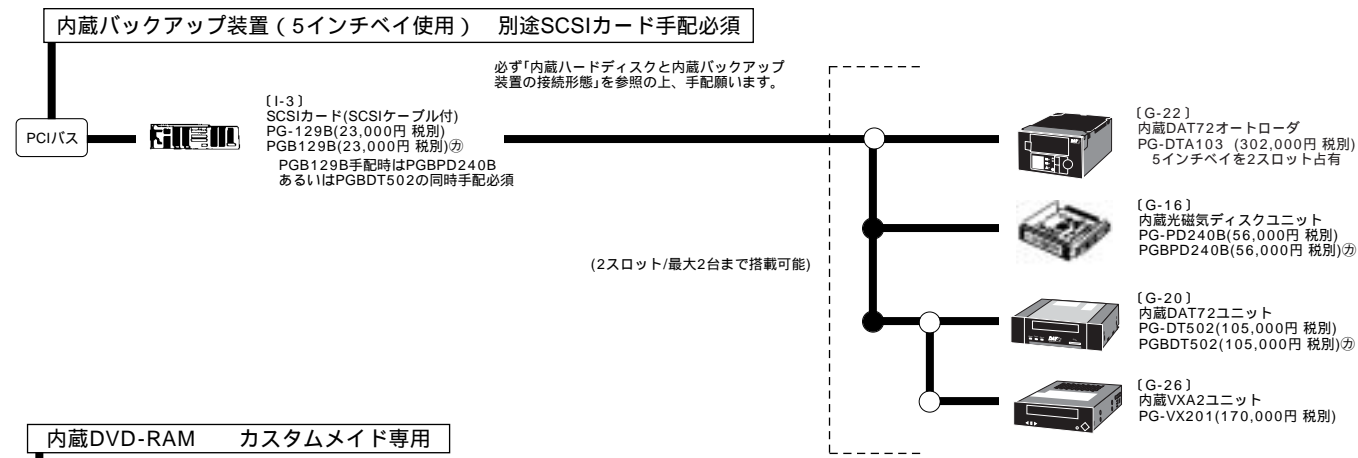 内蔵バックアップ装置(5インチベイ使用) 別途SCSIカード手配必須
必ず「内蔵ハードディスクと内蔵バックアップ
装置の接続形態」を参照の上、手配願います。
PCIバス
〔I-3〕
SCSIカード(SCSIケーブル付)
PG-129B(23,000円 税別)
PGB129B(23,000円 税別)㋕
PGB129B手配時はPGBPD240B
あるいはPGBDT502の同時手配必須
(2スロット/最大2台まで搭載可能)
〔G-22〕
内蔵DAT72オートローダ
PG-DTA103 (302,000円 税別)
5インチベイを2スロット占有
〔G-16〕
内蔵光磁気ディスクユニット
PG-PD240B(56,000円 税別)
PGBPD240B(56,000円 税別)㋕
〔G-20〕
内蔵DAT72ユニット
PG-DT502(105,000円 税別)
PGBDT502(105,000円 税別)㋕
〔G-26〕
内蔵VXA2ユニット
PG-VX201(170,000円 税別)
内蔵DVD-RAM カスタムメイド専用